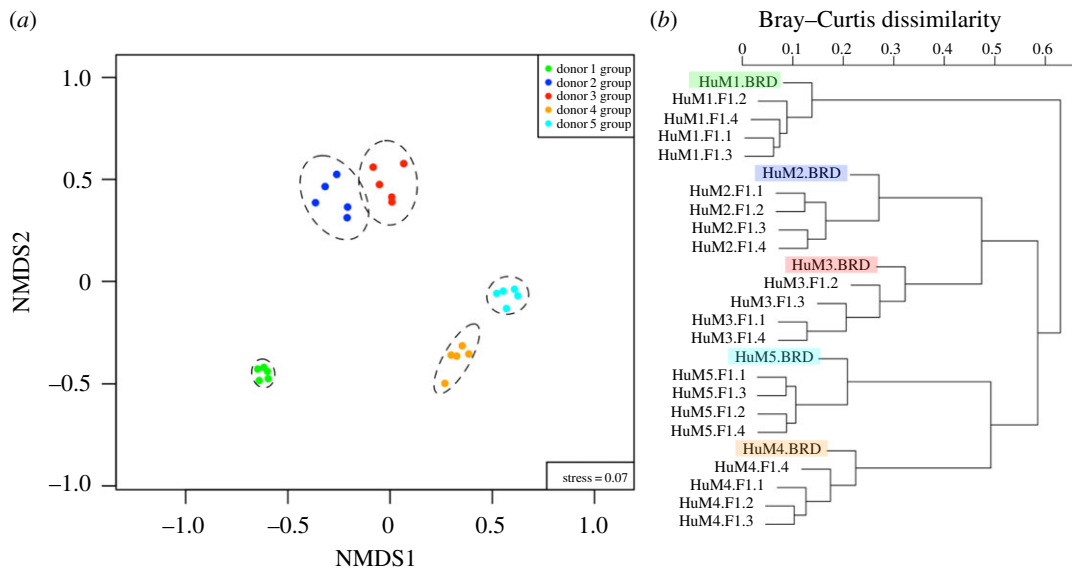 (a)
donor 1 group
donor 2 group
donor 3 group
donor 4 group
donor 5 group
1.0
0.5
0
–0.5
–1.0
NMDS2
stress = 0.07
–1.0
–0.5
0
0.5
1.0
NMDS1
(b)
Bray–Curtis dissimilarity
0 0.1 0.2 0.3 0.4 0.5 0.6
HuM1.BRD
HuM1.F1.2
HuM1.F1.4
HuM1.F1.1
HuM1.F1.3
HuM2.BRD
HuM2.F1.1
HuM2.F1.2
HuM2.F1.3
HuM2.F1.4
HuM3.BRD
HuM3.F1.2
HuM3.F1.3
HuM3.F1.1
HuM3.F1.4
HuM5.BRD
HuM5.F1.1
HuM5.F1.3
HuM5.F1.2
HuM5.F1.4
HuM4.BRD
HuM4.F1.4
HuM4.F1.1
HuM4.F1.2
HuM4.F1.3